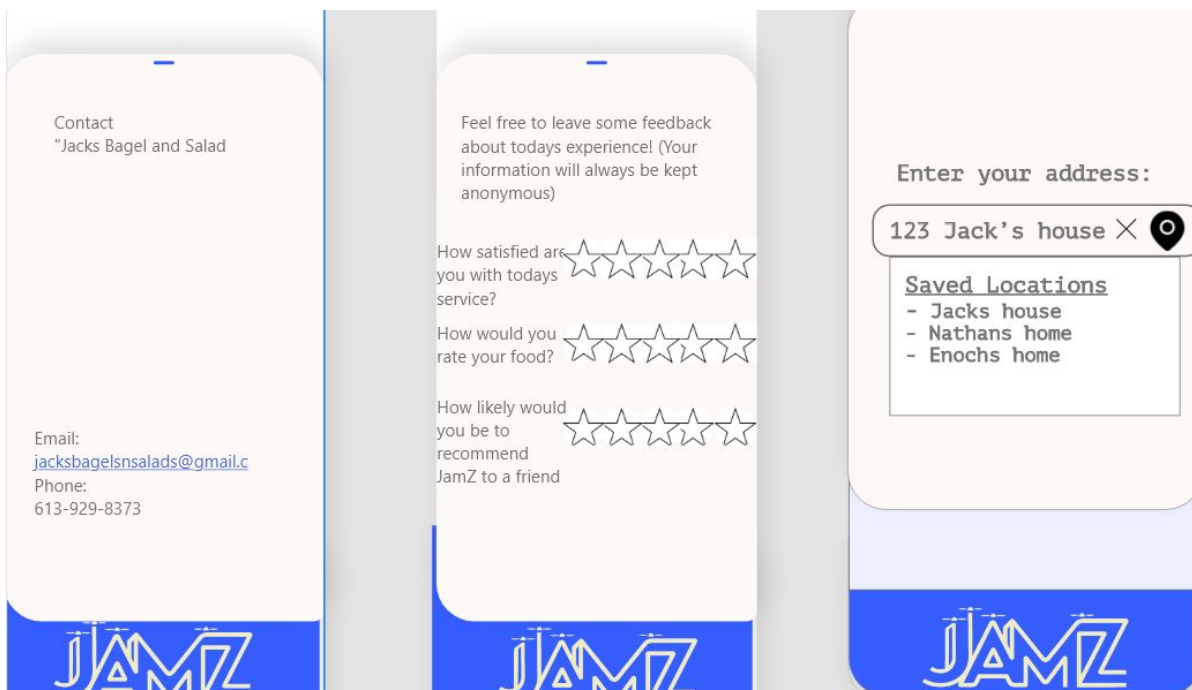 Contact
"Jacks Bagel and Salad
Email:
jacksbagelsnsalads@gmail.c
Phone:
613-929-8373
JAMZ
Feel free to leave some feedback
about todays experience! (Your
information will always be kept
anonymous)
How satisfied are
you with todays
service?
How would you
rate your food?
How likely would
you be to
recommend
JamZ to a friend
JAMZ
Enter your address:
123 Jack's house
Saved Locations
- Jacks house
- Nathans home
- Enochs home
JAMZ